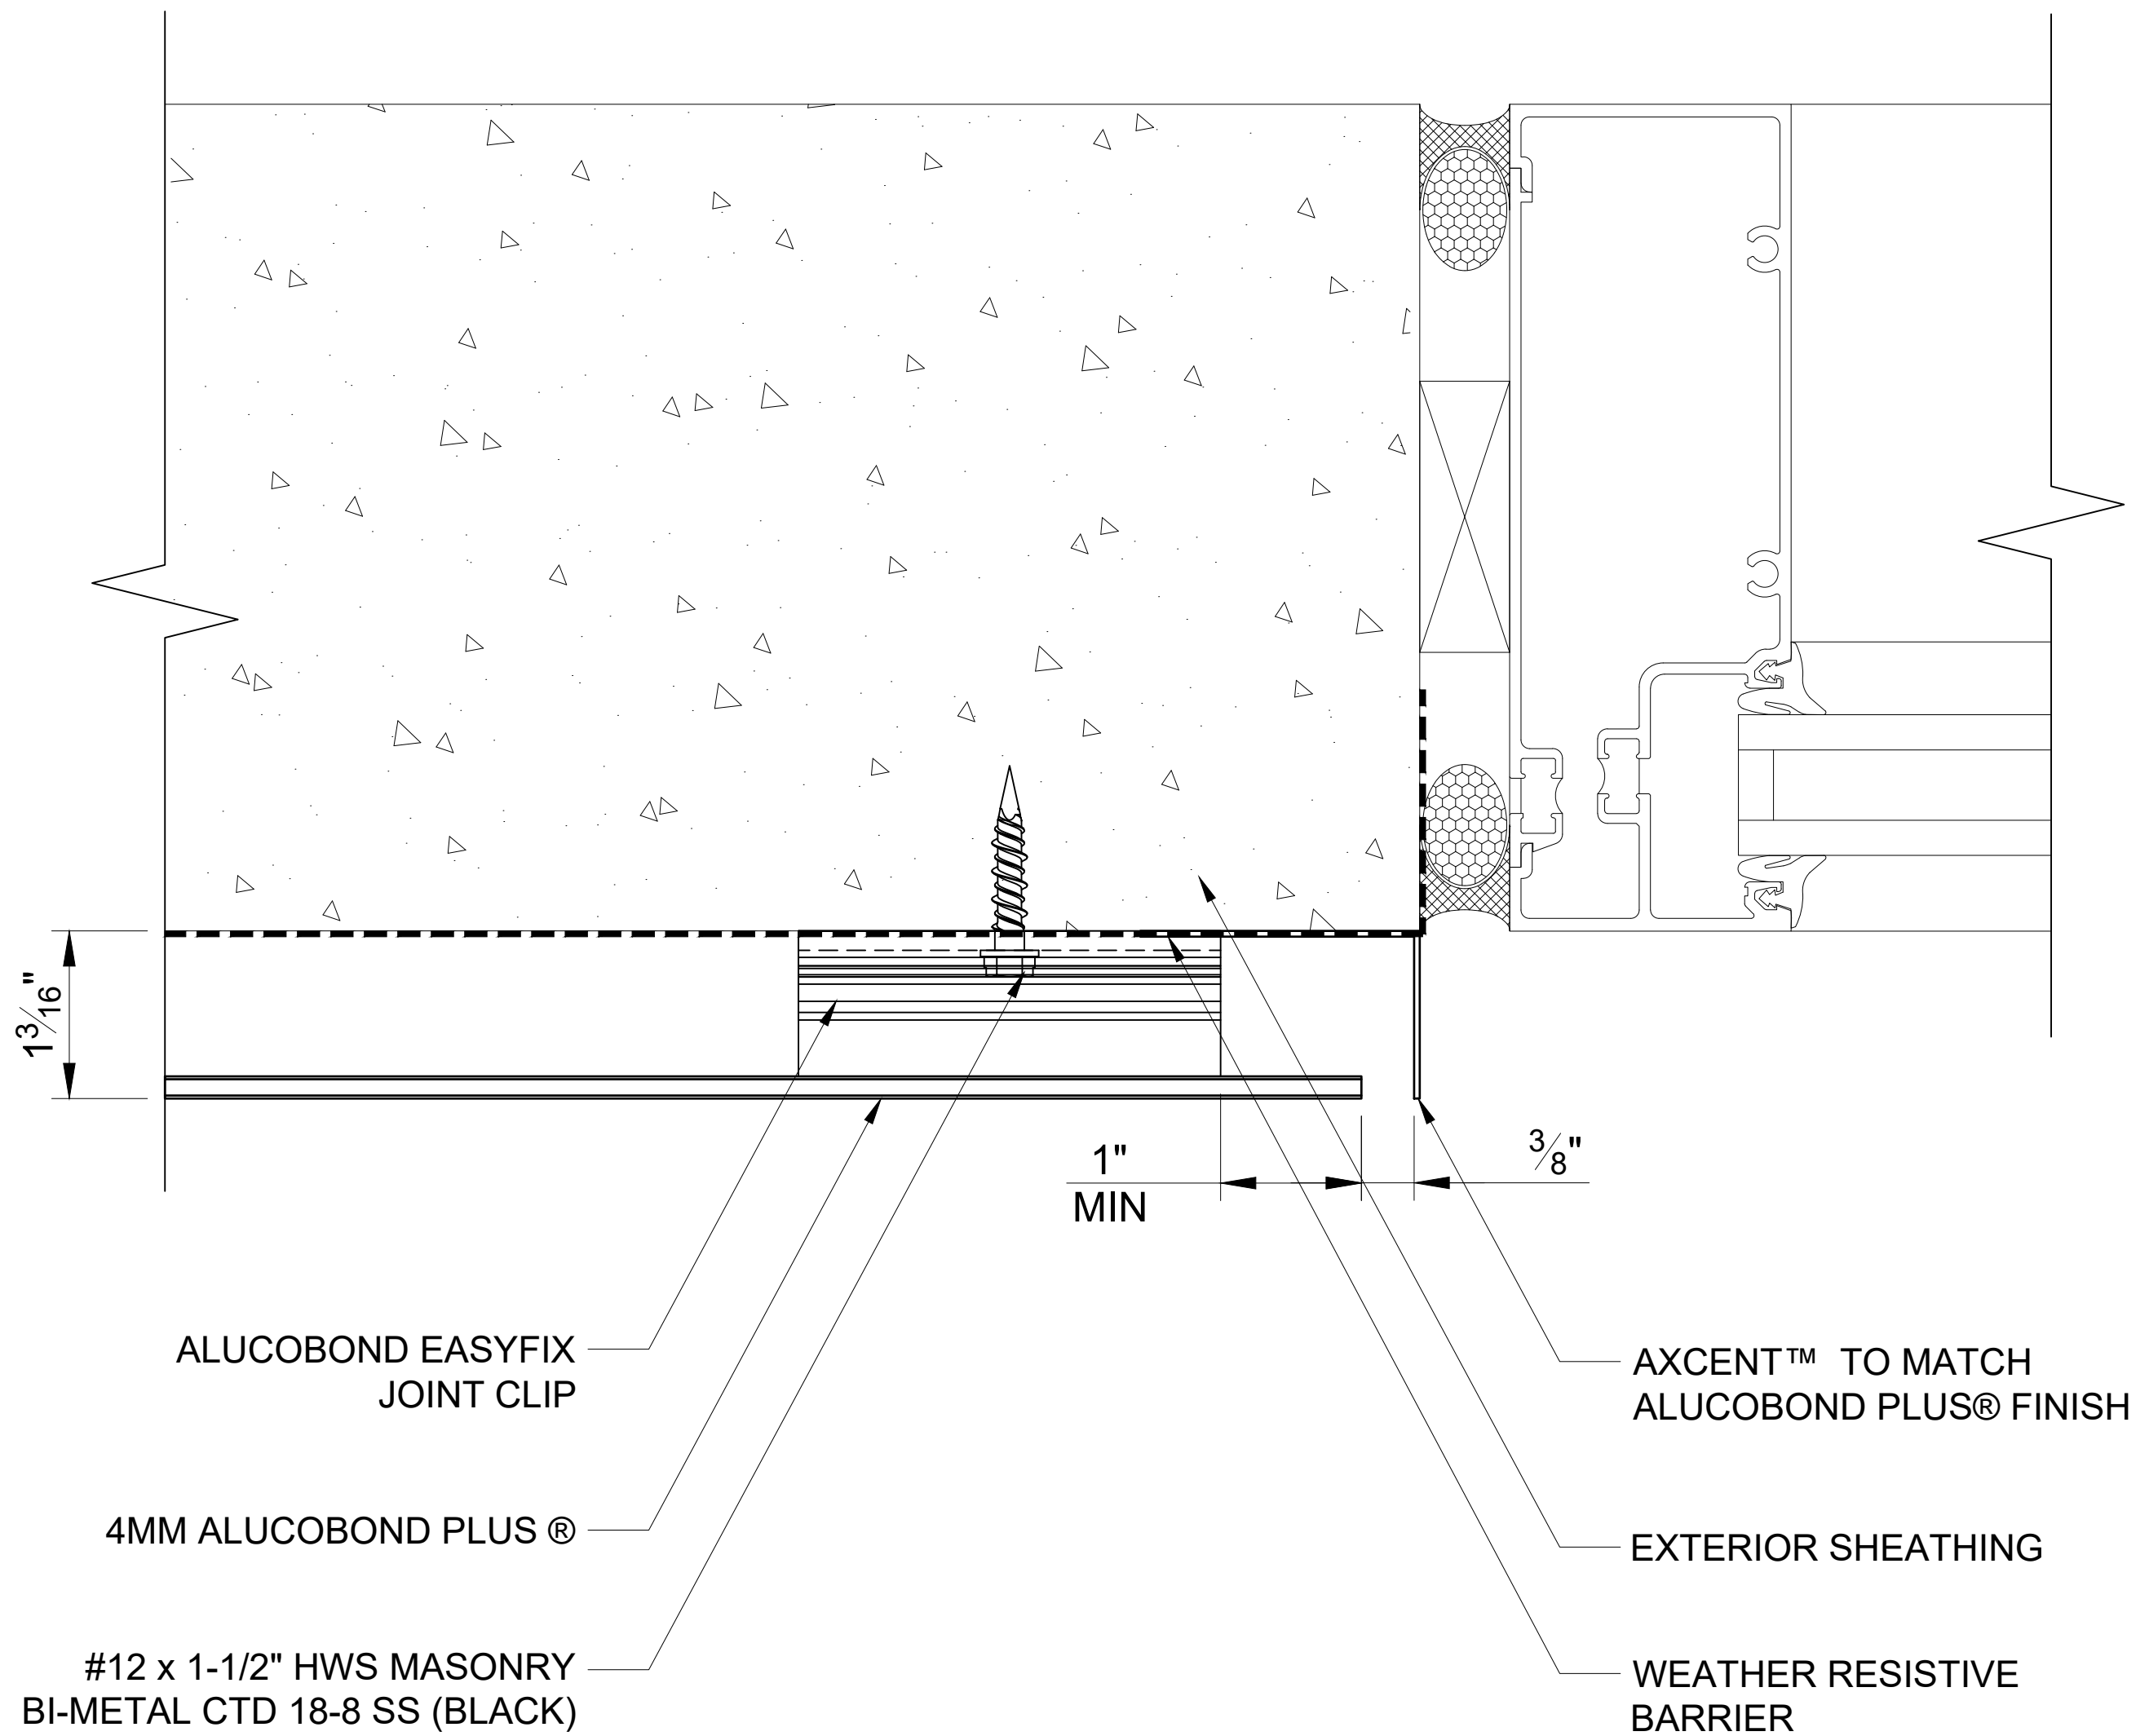 1 3/16"
1"
MIN
3/8"
ALUCOBOND EASYFIX
JOINT CLIP
4MM ALUCOBOND PLUS ®
#12 x 1-1/2" HWS MASONRY
BI-METAL CTD 18-8 SS (BLACK)
AXCENT™ TO MATCH
ALUCOBOND PLUS® FINISH
EXTERIOR SHEATHING
WEATHER RESISTIVE
BARRIER